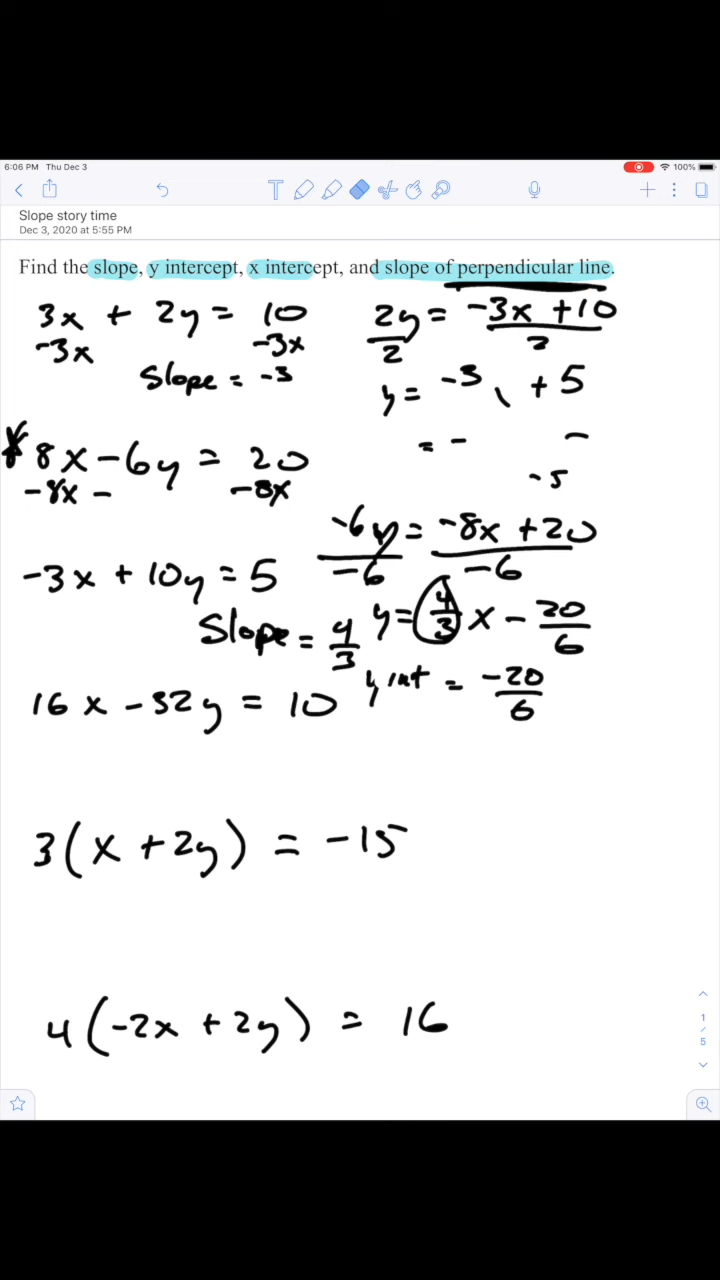 6:06 PM Thu Dec 3
100%
Slope story time
Dec 3, 2020 at 5:55 PM
Find the slope, y intercept, x intercept, and slope of perpendicular line.
3x + 2y = 10
-3x -3x
Slope = -3
2y = -3x + 10
2 2
y = -3 + 5
= - -
-5
8x - 6y = 20
-8x - -8x
-6y = -8x + 20
-6 -6
-3x + 10y = 5
y = 4/3 x - 20/6
Slope = 4/3
y int = -20/6
16x - 32y = 10
3(x + 2y) = -15
4(-2x + 2y) = 16
1
/
5